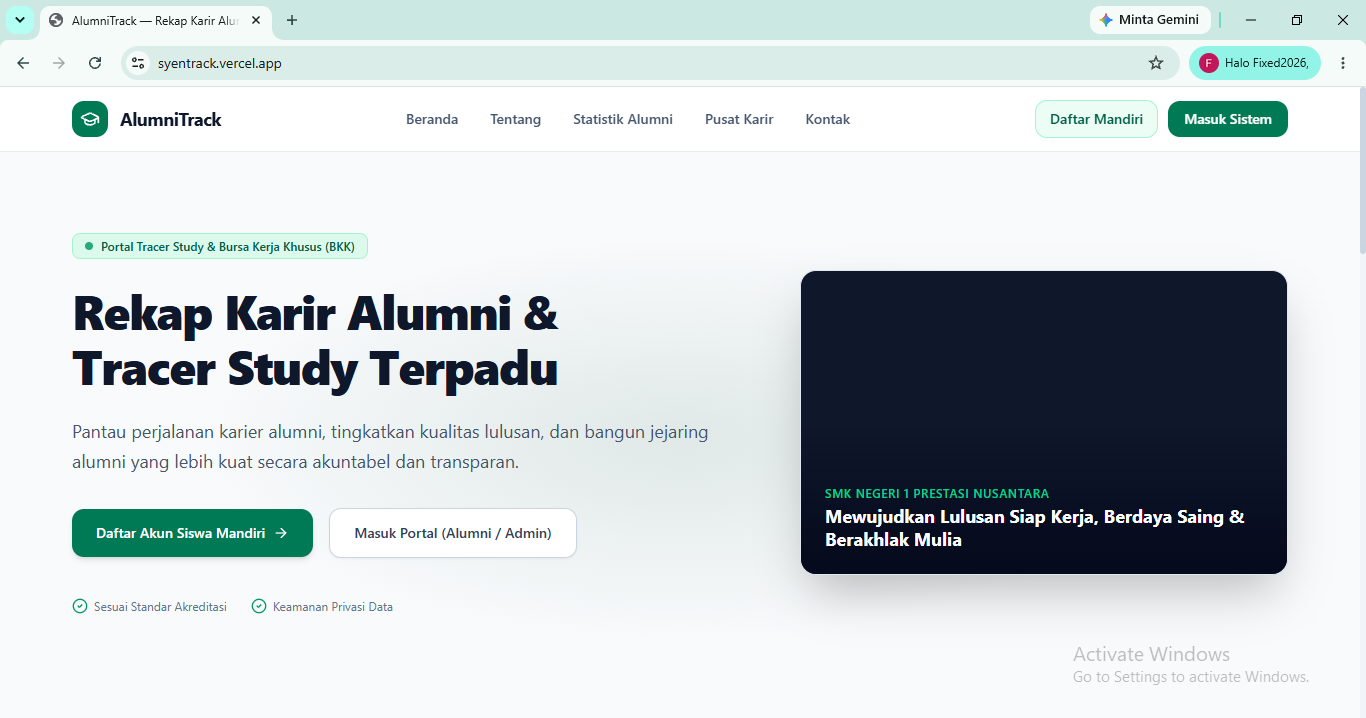 AlumniTrack — Rekap Karir Alu
Minta Gemini
syentrack.vercel.app
F
Halo Fixed2026,
AlumniTrack
Beranda
Tentang
Statistik Alumni
Pusat Karir
Kontak
Daftar Mandiri
Masuk Sistem
Portal Tracer Study & Bursa Kerja Khusus (BKK)
Rekap Karir Alumni &
Tracer Study Terpadu
Pantau perjalanan karier alumni, tingkatkan kualitas lulusan, dan bangun jejaring
alumni yang lebih kuat secara akuntabel dan transparan.
Daftar Akun Siswa Mandiri
Masuk Portal (Alumni / Admin)
Sesuai Standar Akreditasi
Keamanan Privasi Data
SMK NEGERI 1 PRESTASI NUSANTARA
Mewujudkan Lulusan Siap Kerja, Berdaya Saing &
Berakhlak Mulia
Activate Windows
Go to Settings to activate Windows.